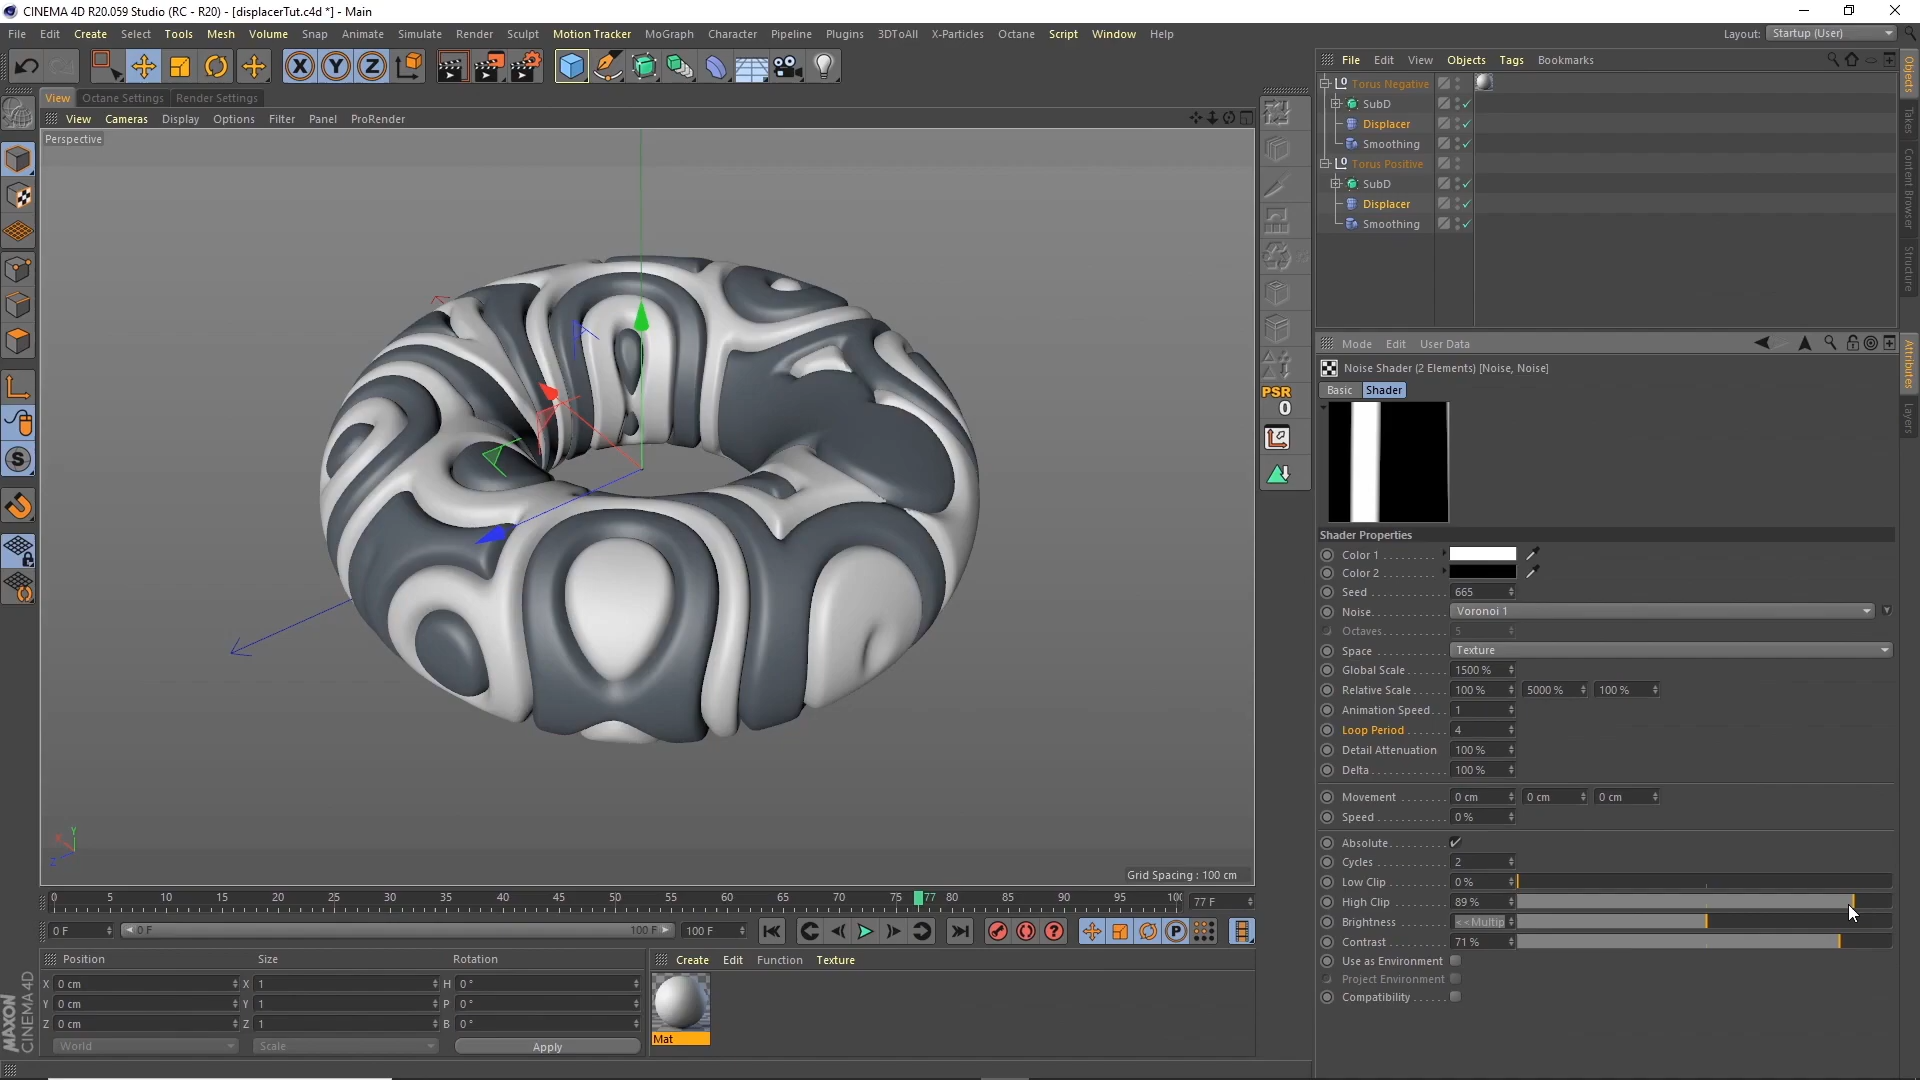 CINEMA 4D R20.059 Studio (RC - R20) - [displacerTut.c4d *] - Main
File Edit Create Select Tools Mesh Volume Snap Animate Simulate Render Sculpt Motion Tracker MoGraph Character Pipeline Plugins 3DToAll X-Particles Octane Script Window Help Layout: Startup (User)
File Edit View Objects Tags Bookmarks
View Octane Settings Render Settings
View Cameras Display Options Filter Panel ProRender
Perspective
Torus Negative
SubD
Displacer
Smoothing
Torus Positive
SubD
Displacer
Smoothing
Objects
Takes
Content Browser
Structure
Attributes
Layers
PSR
0
Mode Edit User Data
Noise Shader (2 Elements) [Noise, Noise]
Basic Shader
Shader Properties
Color 1
Color 2
Seed 665
Noise Voronoi 1
Octaves 5
Space Texture
Global Scale 1500 %
Relative Scale 100 % 5000 % 100 %
Animation Speed 1
Loop Period 4
Detail Attenuation 100 %
Delta 100 %
Movement 0 cm 0 cm 0 cm
Speed 0 %
Absolute
Cycles 2
Low Clip 0 %
High Clip 89 %
Brightness <<Multip
Contrast 71 %
Use as Environment
Project Environment
Compatibility
Y
X
Z
Grid Spacing : 100 cm
0 5 10 15 20 25 30 35 40 45 50 55 60 65 70 75 77 80 85 90 95 100 77 F
0 F 0 F 100 F 100 F
Position Size Rotation
X 0 cm X 1 H 0 °
Y 0 cm Y 1 P 0 °
Z 0 cm Z 1 B 0 °
World Scale Apply
Create Edit Function Texture
Mat
MAXON
CINEMA 4D